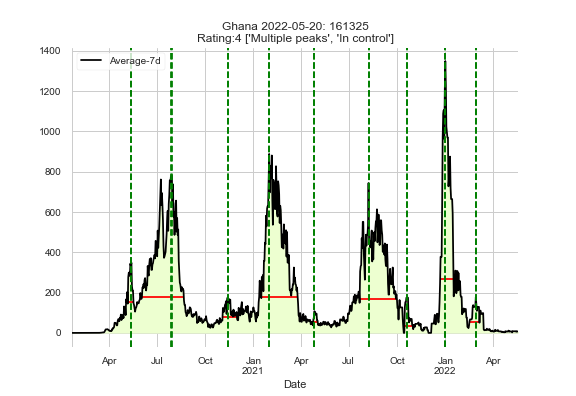 Ghana 2022-05-20: 161325
Rating:4 ['Multiple peaks', 'In control']
Average-7d
1400
1200
1000
800
600
400
200
0
Apr Jul Oct Jan Apr Jul Oct Jan Apr
2021 2022
Date